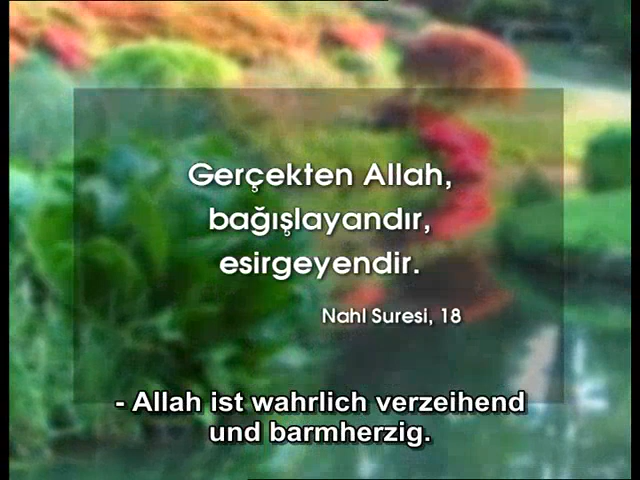 Gerçekten Allah,
bağışlayandır,
esirgeyendir.
Nahl Suresi, 18
- Allah ist wahrlich verzeihend
und barmherzig.